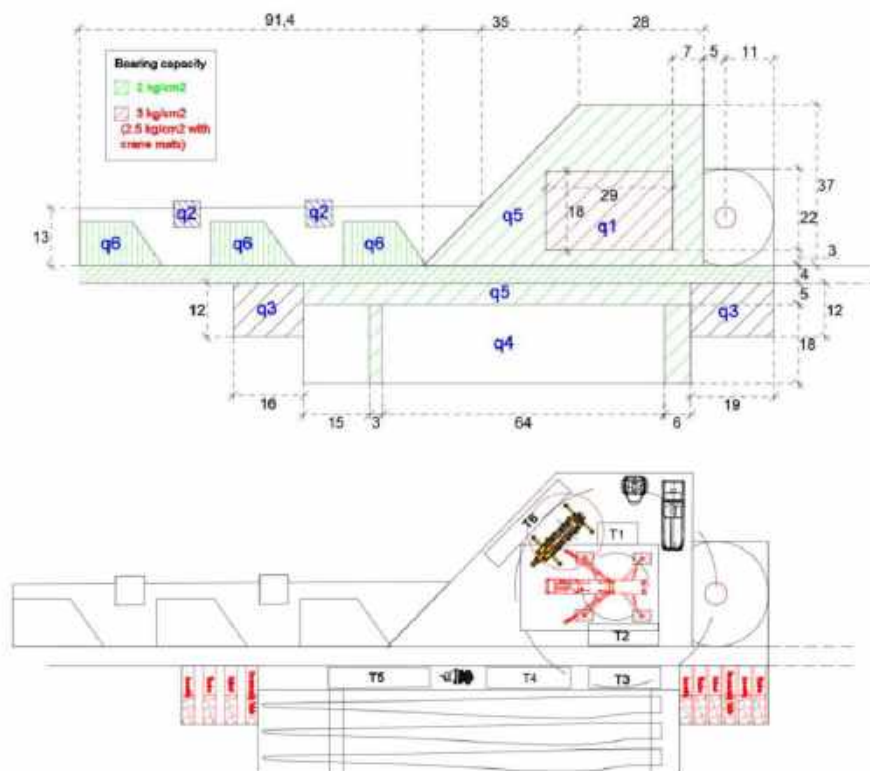 91,4
35
28
7
5
11
Bearing capacity
2 kg/cm2
3 kg/cm2
(2.5 kg/cm2 with
crane mats)
37
29
18
22
q2
q2
q5
q1
13
q6
q6
q6
3
4
q5
5
12
q3
q3
12
q4
18
16
19
15
3
64
6
T6
T1
T2
T5
T4
T3